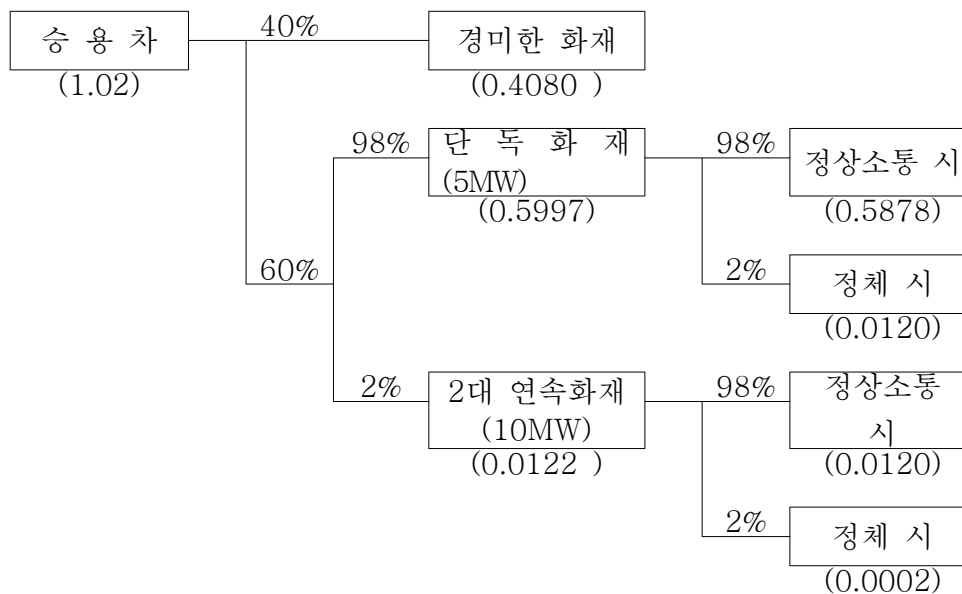 승 용 차
(1.02)
40%
경미한 화재
(0.4080 )
60%
98%
단 독 화 재
(5MW)
(0.5997)
98%
정상소통 시
(0.5878)
2%
정체 시
(0.0120)
2%
2대 연속화재
(10MW)
(0.0122 )
98%
정상소통
시
(0.0120)
2%
정체 시
(0.0002)